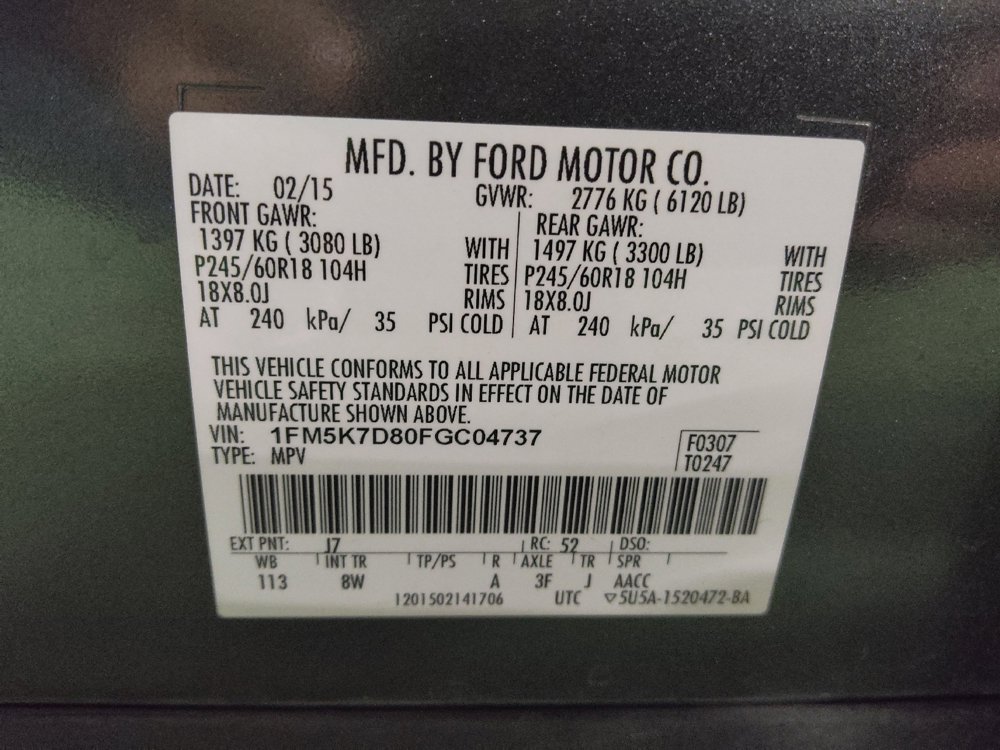 MFD. BY FORD MOTOR CO.
DATE: 02/15 GVWR: 2776 KG ( 6120 LB)
FRONT GAWR: REAR GAWR:
1397 KG ( 3080 LB) WITH 1497 KG ( 3300 LB) WITH
P245/60R18 104H TIRES P245/60R18 104H TIRES
18X8.0J RIMS 18X8.0J RIMS
AT 240 kPa/ 35 PSI COLD AT 240 kPa/ 35 PSI COLD
THIS VEHICLE CONFORMS TO ALL APPLICABLE FEDERAL MOTOR
VEHICLE SAFETY STANDARDS IN EFFECT ON THE DATE OF
MANUFACTURE SHOWN ABOVE.
VIN: 1FM5K7D80FGC04737 F0307
TYPE: MPV T0247
EXT PNT: J7 RC: 52 DSO:
WB INT TR TP/PS R AXLE TR SPR
113 8W A 3F J AACC
1201502141706 UTC ▽5U5A-1520472-BA